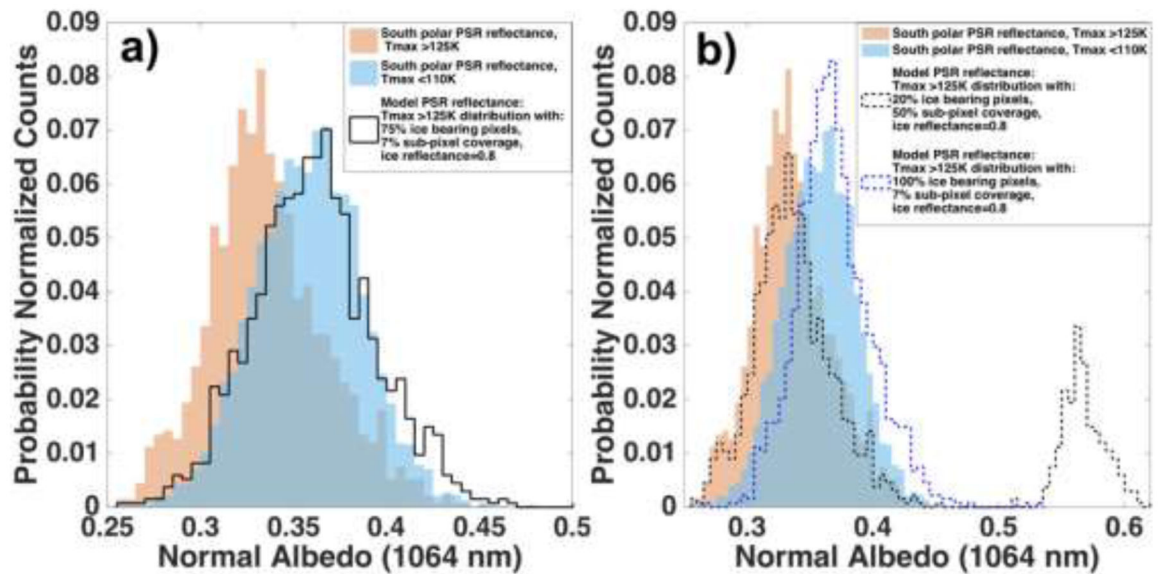 a)
South polar PSR reflectance,
Tmax >125K
South polar PSR reflectance,
Tmax <110K
Model PSR reflectance:
Tmax >125K distribution with:
75% ice bearing pixels,
7% sub-pixel coverage,
ice reflectance=0.8
Probability Normalized Counts
0.09
0.08
0.07
0.06
0.05
0.04
0.03
0.02
0.01
0
0.25 0.3 0.35 0.4 0.45 0.5
Normal Albedo (1064 nm)
b)
South polar PSR reflectance, Tmax >125K
South polar PSR reflectance, Tmax <110K
Model PSR reflectance:
Tmax >125K distribution with:
20% ice bearing pixels,
50% sub-pixel coverage,
ice reflectance=0.8
Model PSR reflectance:
Tmax >125K distribution with:
100% ice bearing pixels,
7% sub-pixel coverage,
ice reflectance=0.8
Probability Normalized Counts
0.09
0.08
0.07
0.06
0.05
0.04
0.03
0.02
0.01
0
0.3 0.4 0.5 0.6
Normal Albedo (1064 nm)